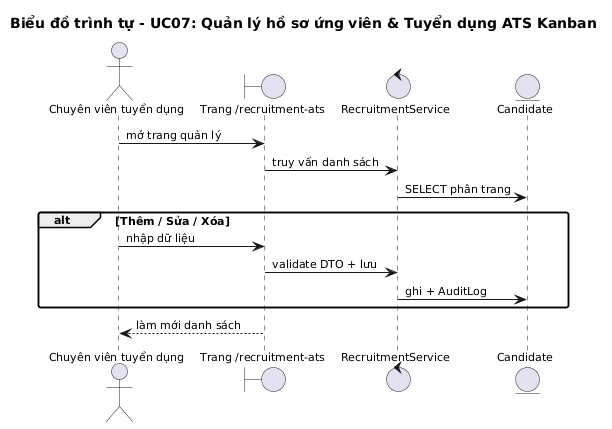 Biểu đồ trình tự - UC07: Quản lý hồ sơ ứng viên & Tuyển dụng ATS Kanban
Chuyên viên tuyển dụng
Trang /recruitment-ats
RecruitmentService
Candidate
mở trang quản lý
truy vấn danh sách
SELECT phân trang
alt
[Thêm / Sửa / Xóa]
nhập dữ liệu
validate DTO + lưu
ghi + AuditLog
làm mới danh sách
Chuyên viên tuyển dụng
Trang /recruitment-ats
RecruitmentService
Candidate